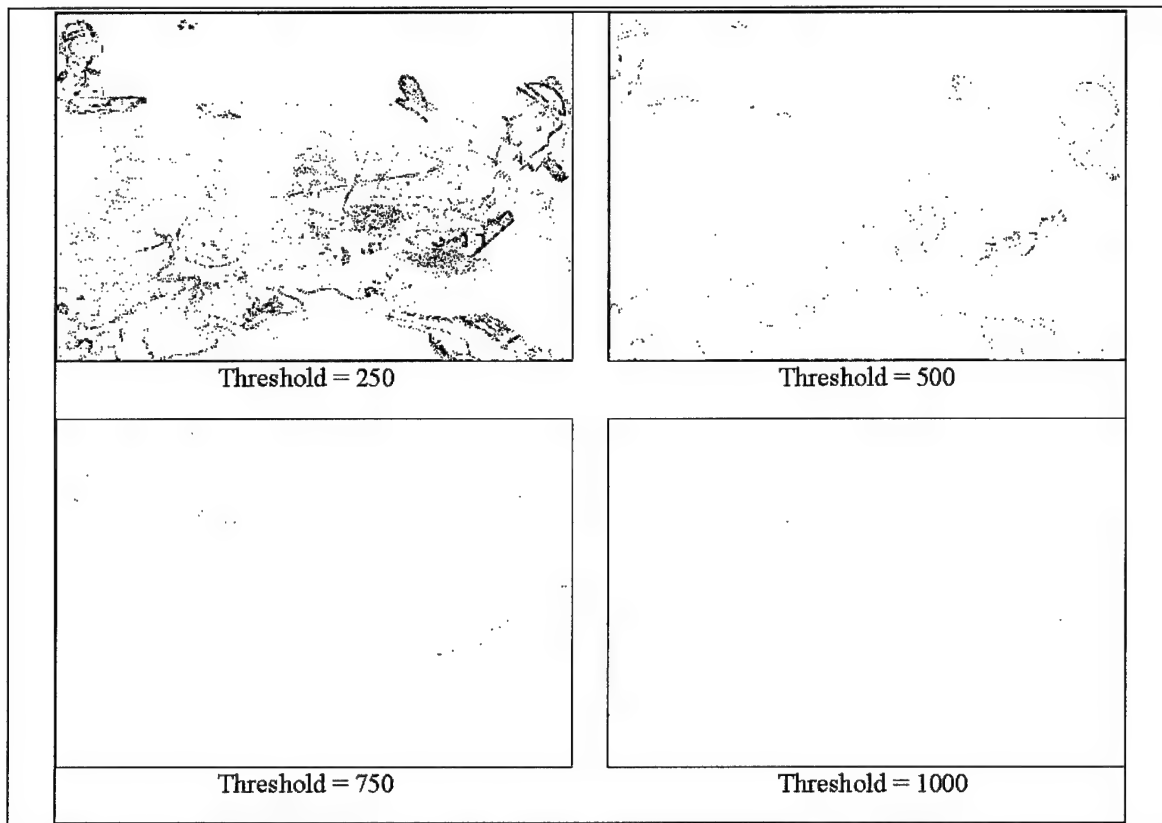 Threshold = 250
Threshold = 500
Threshold = 750
Threshold = 1000